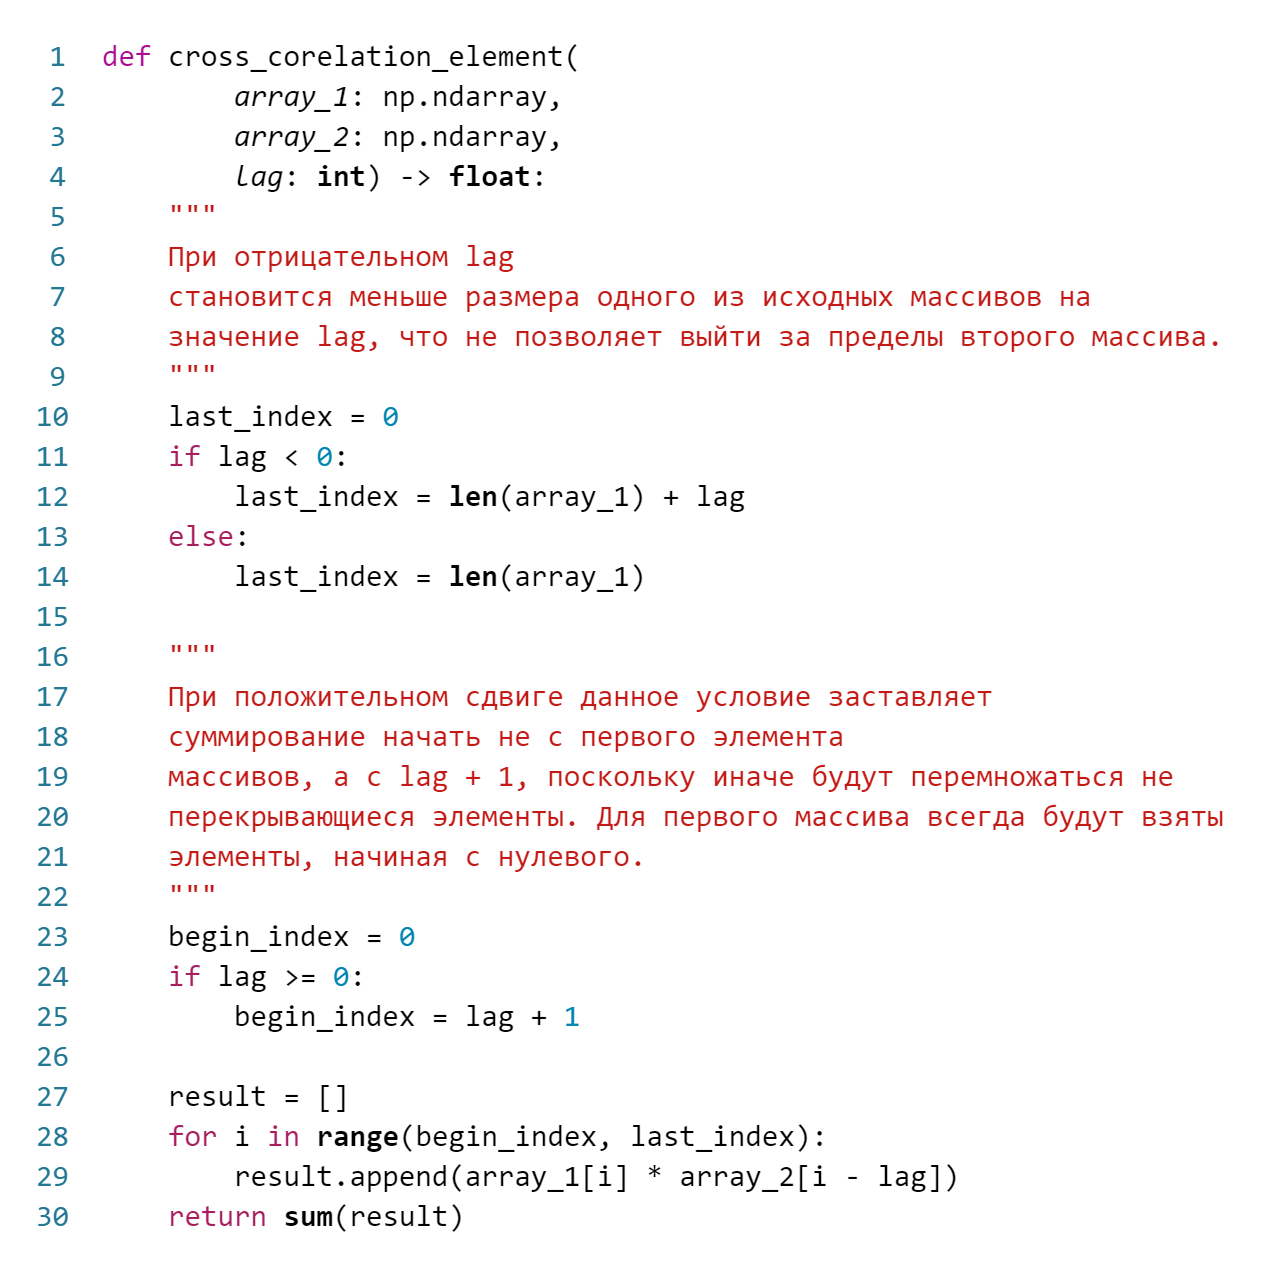 1 def cross_corelation_element(
2 array_1: np.ndarray,
3 array_2: np.ndarray,
4 lag: int) -> float:
5 """
6 При отрицательном lag
7 становится меньше размера одного из исходных массивов на
8 значение lag, что не позволяет выйти за пределы второго массива.
9 """
10 last_index = 0
11 if lag < 0:
12 last_index = len(array_1) + lag
13 else:
14 last_index = len(array_1)
15
16 """
17 При положительном сдвиге данное условие заставляет
18 суммирование начать не с первого элемента
19 массивов, а с lag + 1, поскольку иначе будут перемножаться не
20 перекрывающиеся элементы. Для первого массива всегда будут взяты
21 элементы, начиная с нулевого.
22 """
23 begin_index = 0
24 if lag >= 0:
25 begin_index = lag + 1
26
27 result = []
28 for i in range(begin_index, last_index):
29 result.append(array_1[i] * array_2[i - lag])
30 return sum(result)